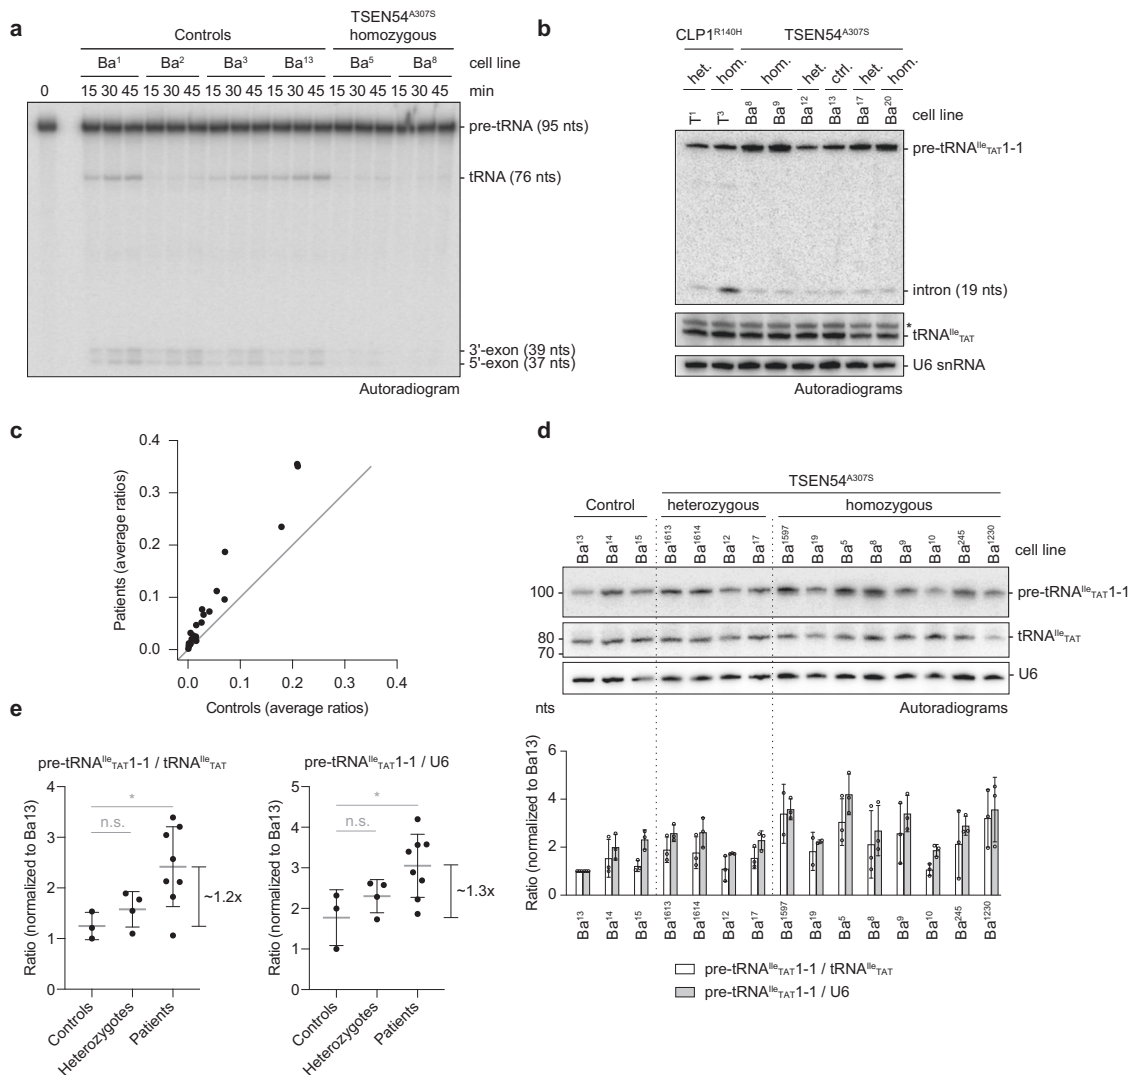 a
Controls
TSEN54A307S
homozygous
Ba1 Ba2 Ba3 Ba13 Ba5 Ba8 cell line
0 15 30 45 15 30 45 15 30 45 15 30 45 15 30 45 15 30 45 min
pre-tRNA (95 nts)
tRNA (76 nts)
3'-exon (39 nts)
5'-exon (37 nts)
Autoradiogram
b
CLP1R140H TSEN54A307S
het. hom. hom. het. ctrl. het. hom.
T1 T3 Ba8 Ba9 Ba12 Ba13 Ba17 Ba20 cell line
pre-tRNAIleTAT1-1
intron (19 nts)
*
tRNAIleTAT
U6 snRNA
Autoradiograms
c
Patients (average ratios)
0.4
0.3
0.2
0.1
0.0
0.0 0.1 0.2 0.3 0.4
Controls (average ratios)
d
TSEN54A307S
Control heterozygous homozygous
Ba13 Ba14 Ba15 Ba1613 Ba1614 Ba12 Ba17 Ba1597 Ba19 Ba5 Ba8 Ba9 Ba10 Ba245 Ba1230 cell line
100 pre-tRNAIleTAT1-1
80 tRNAIleTAT
70
U6
nts Autoradiograms
Ratio (normalized to Ba13)
6
4
2
0
Ba13 Ba14 Ba15 Ba1613 Ba1614 Ba12 Ba17 Ba1597 Ba19 Ba5 Ba8 Ba9 Ba10 Ba245 Ba1230
pre-tRNAIleTAT1-1 / tRNAIleTAT
pre-tRNAIleTAT1-1 / U6
e
pre-tRNAIleTAT1-1 / tRNAIleTAT
Ratio (normalized to Ba13)
4
3
2
1
0
*
n.s.
~1.2x
Controls
Heterozygotes
Patients
pre-tRNAIleTAT1-1 / U6
Ratio (normalized to Ba13)
5
4
3
2
1
0
*
n.s.
~1.3x
Controls
Heterozygotes
Patients